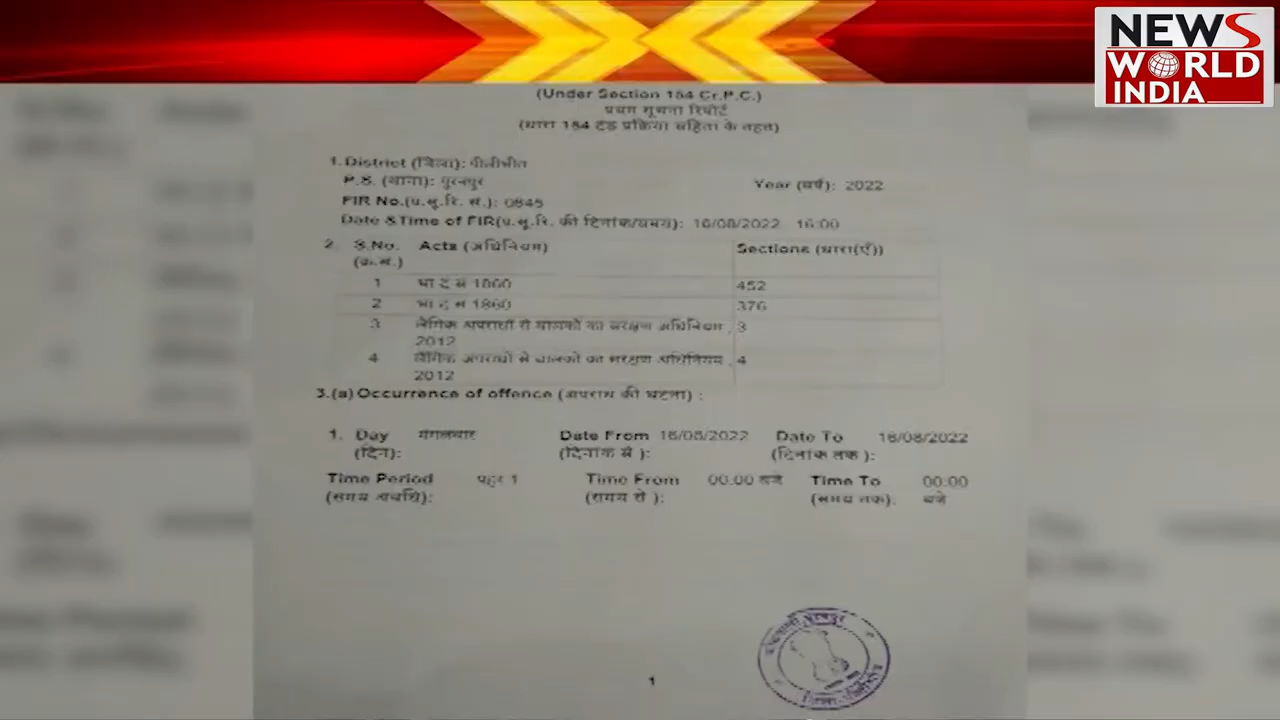 NEWS
WORLD
INDIA
(Under Section 154 Cr.P.C.)
प्रथम सूचना रिपोर्ट
(धारा 154 दंड प्रक्रिया संहिता के तहत)
1. District (जिला): पीलीभीत
P.S. (थाना): पूरनपुर
Year (वर्ष): 2022
FIR No.(प्र.सू.रि. सं.): 0845
Date &Time of FIR(प्र.सू.रि. की दिनांक/समय): 16/08/2022 16:00
2. S.No. Acts (अधिनियम) Sections (धारा(एँ))
(क्र.सं.)
1 भा द सं 1860 452
2 भा द सं 1860 376
3 लैंगिक अपराधों से बालकों का संरक्षण अधिनियम , 3
2012
4 लैंगिक अपराधों से बालकों का संरक्षण अधिनियम , 4
2012
3.(a) Occurrence of offence (अपराध की घटना) :
1. Day मंगलवार Date From 16/08/2022 Date To 16/08/2022
(दिन): (दिनांक से ): (दिनांक तक ):
Time Period पहर 1 Time From 00:00 बजे Time To 00:00
(समय अवधि): (समय से ): (समय तक): बजे
1